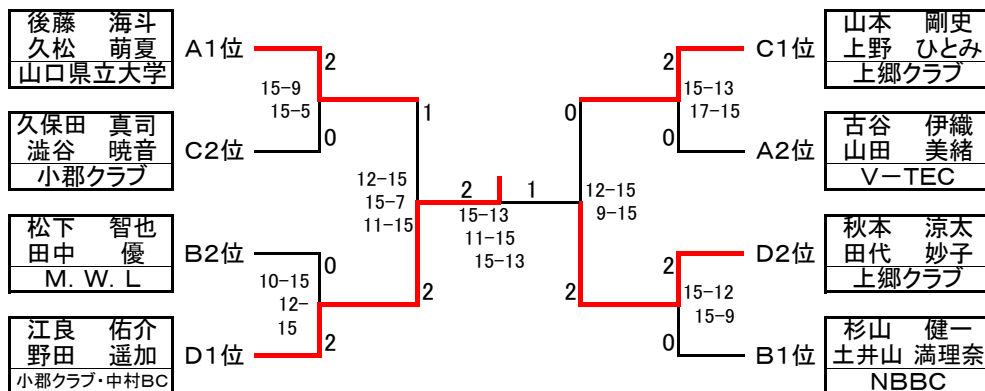 後藤　海斗
久松　萌夏
山口県立大学
A1位
2
15-9
15-5
0
久保田　真司
澁谷　暁音
小郡クラブ
C2位
1
12-15
15-7
11-15
松下　智也
田中　優
M．W．L
B2位
0
10-15
12-
15
2
江良　佑介
野田　遥加
小郡クラブ・中村BC
D1位
2
2
15-13
11-15
15-13
1
山本　剛史
上野　ひとみ
上郷クラブ
C1位
2
15-13
17-15
0
古谷　伊織
山田　美緒
V－TEC
A2位
0
12-15
9-15
秋本　涼太
田代　妙子
上郷クラブ
D2位
2
15-12
15-9
2
0
杉山　健一
土井山 満理奈
NBBC
B1位